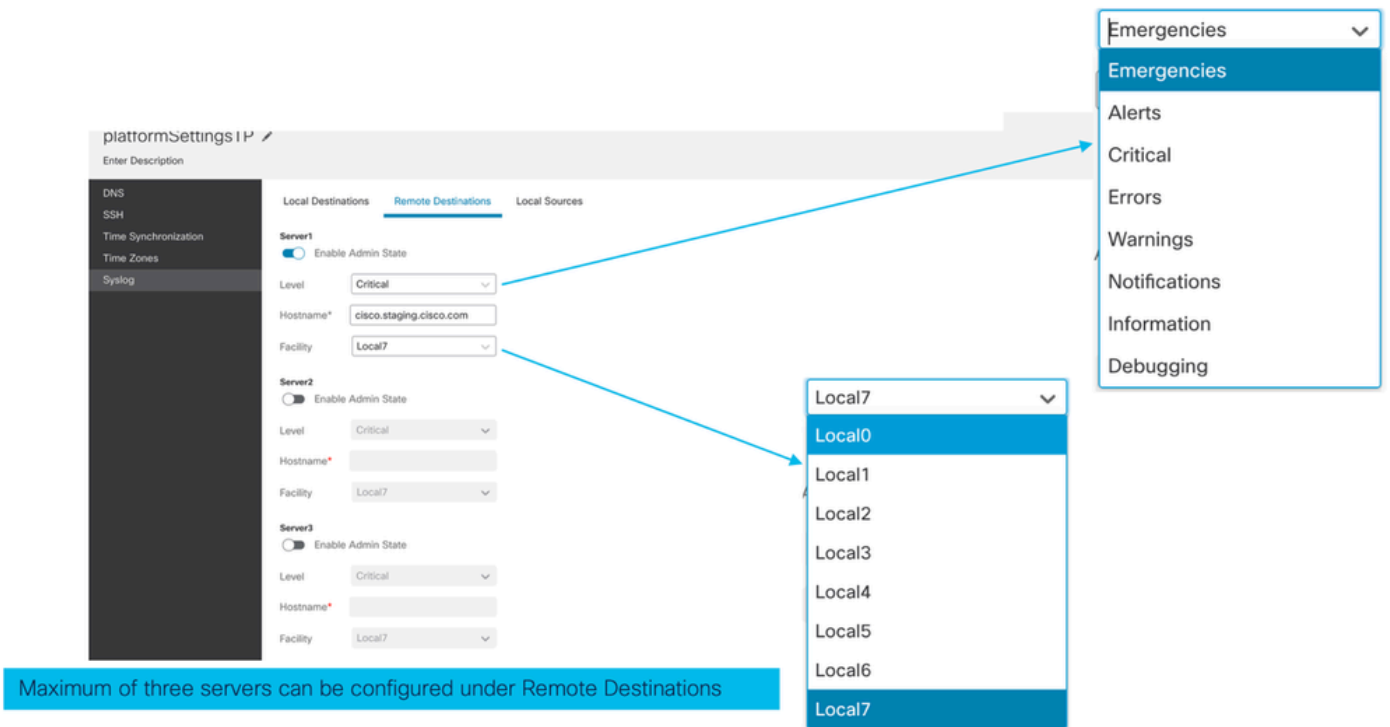 platformSettingsTP
Enter Description
DNS
SSH
Time Synchronization
Time Zones
Syslog
Local Destinations Remote Destinations Local Sources
Server1
Enable Admin State
Level Critical
Hostname* cisco.staging.cisco.com
Facility Local7
Server2
Enable Admin State
Level Critical
Hostname*
Facility Local7
Server3
Enable Admin State
Level Critical
Hostname*
Facility Local7
Emergencies
Emergencies
Alerts
Critical
Errors
Warnings
Notifications
Information
Debugging
Local7
Local0
Local1
Local2
Local3
Local4
Local5
Local6
Local7
Maximum of three servers can be configured under Remote Destinations